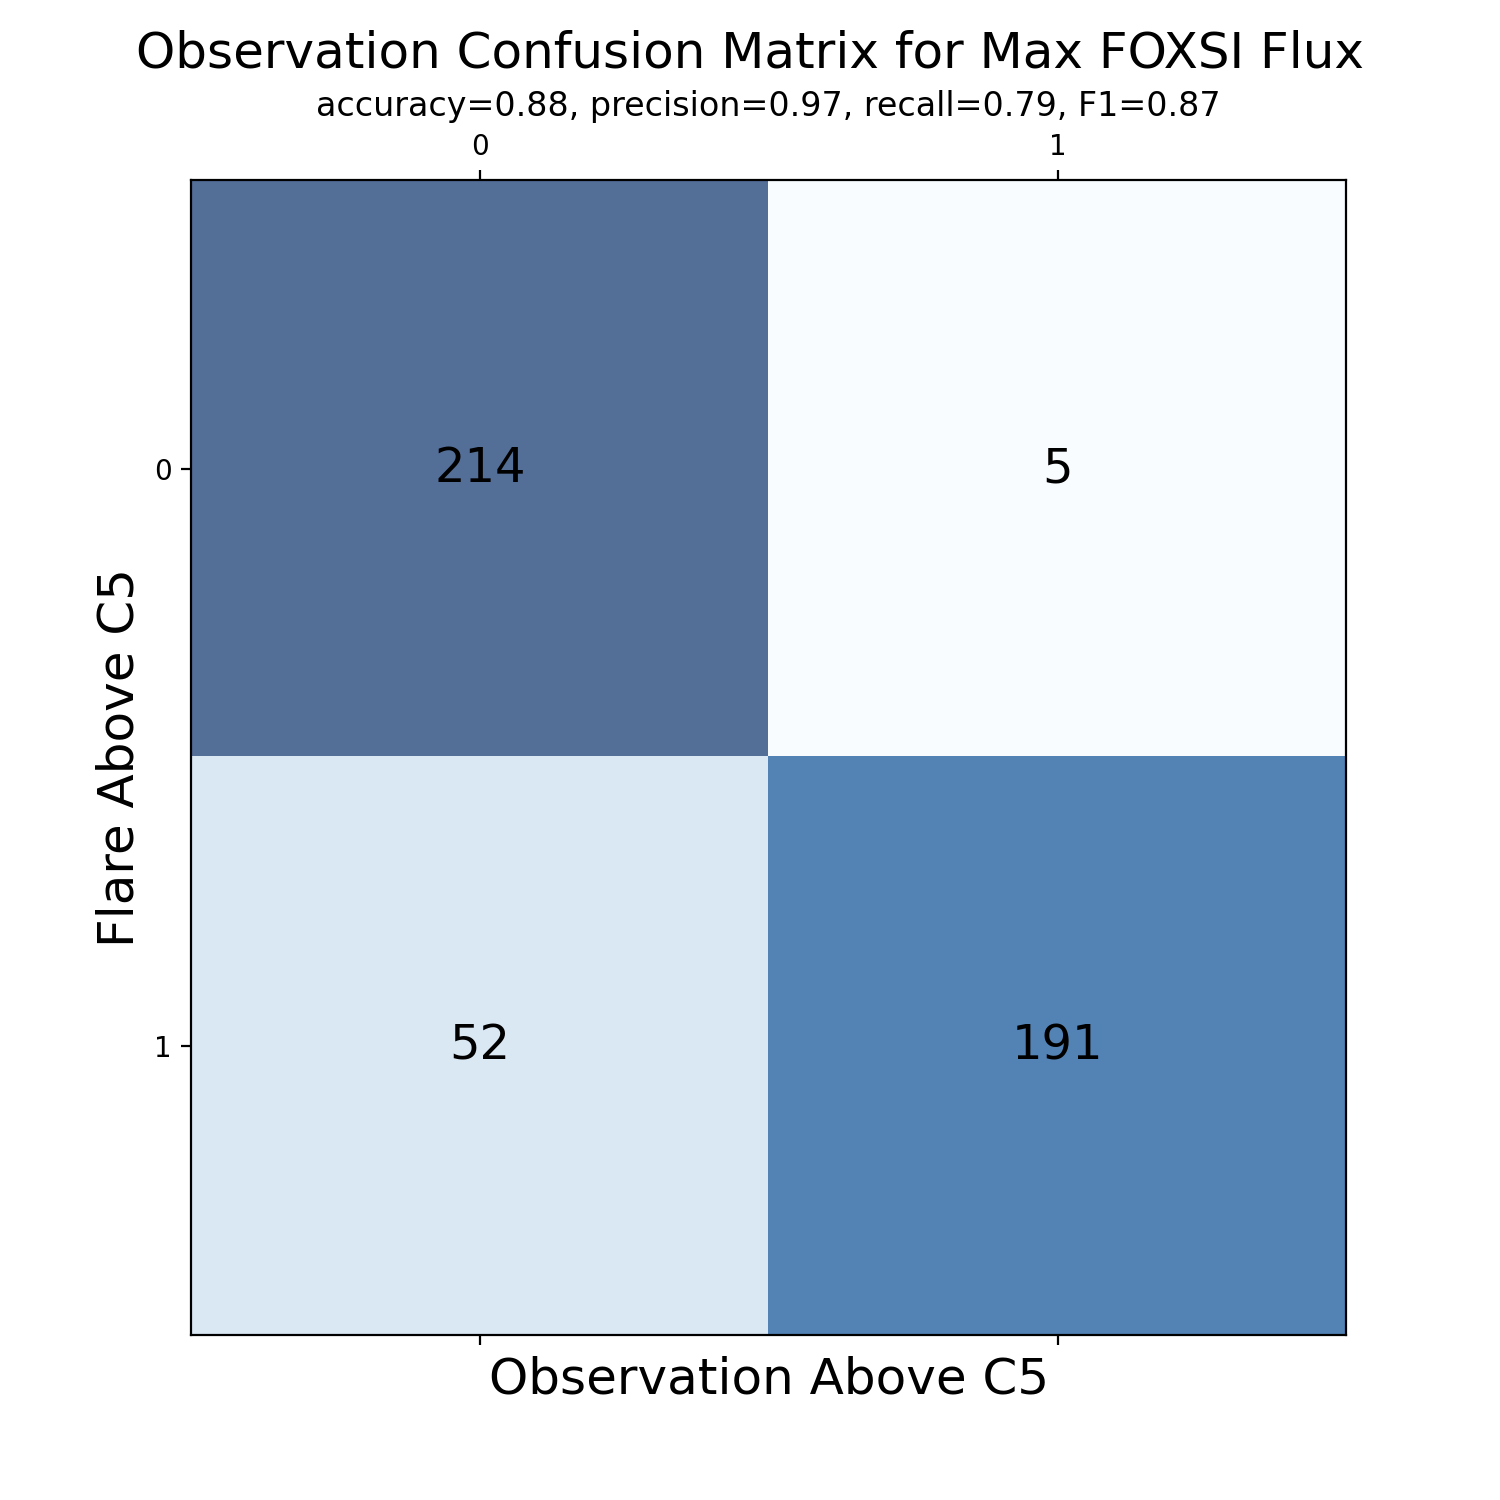 Observation Confusion Matrix for Max FOXSI Flux
accuracy=0.88, precision=0.97, recall=0.79, F1=0.87
0 1
0 214 5
Flare Above C5
1 52 191
Observation Above C5